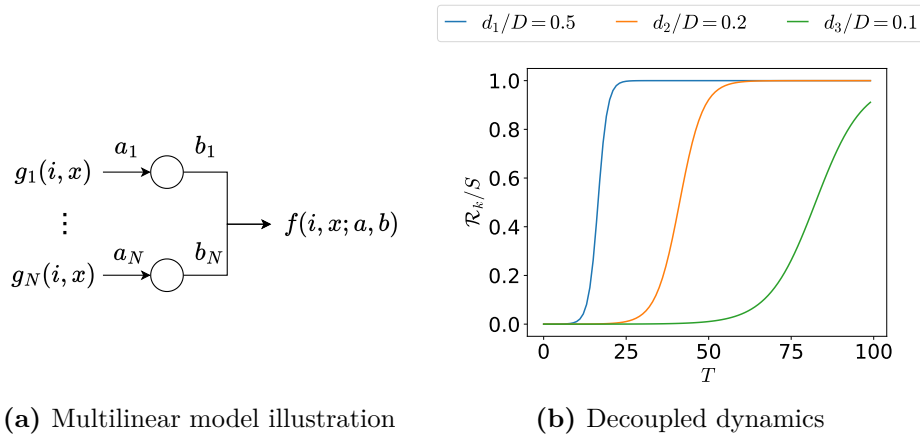 d₁/D = 0.5 d₂/D = 0.2 d₃/D = 0.1
a₁ b₁
g₁(i, x)
⋮
f(i, x; a, b)
a_N b_N
g_N(i, x)
1.0
0.8
0.6
0.4
0.2
0.0
ℛ_k/S
0 25 50 75 100
T
(a) Multilinear model illustration
(b) Decoupled dynamics